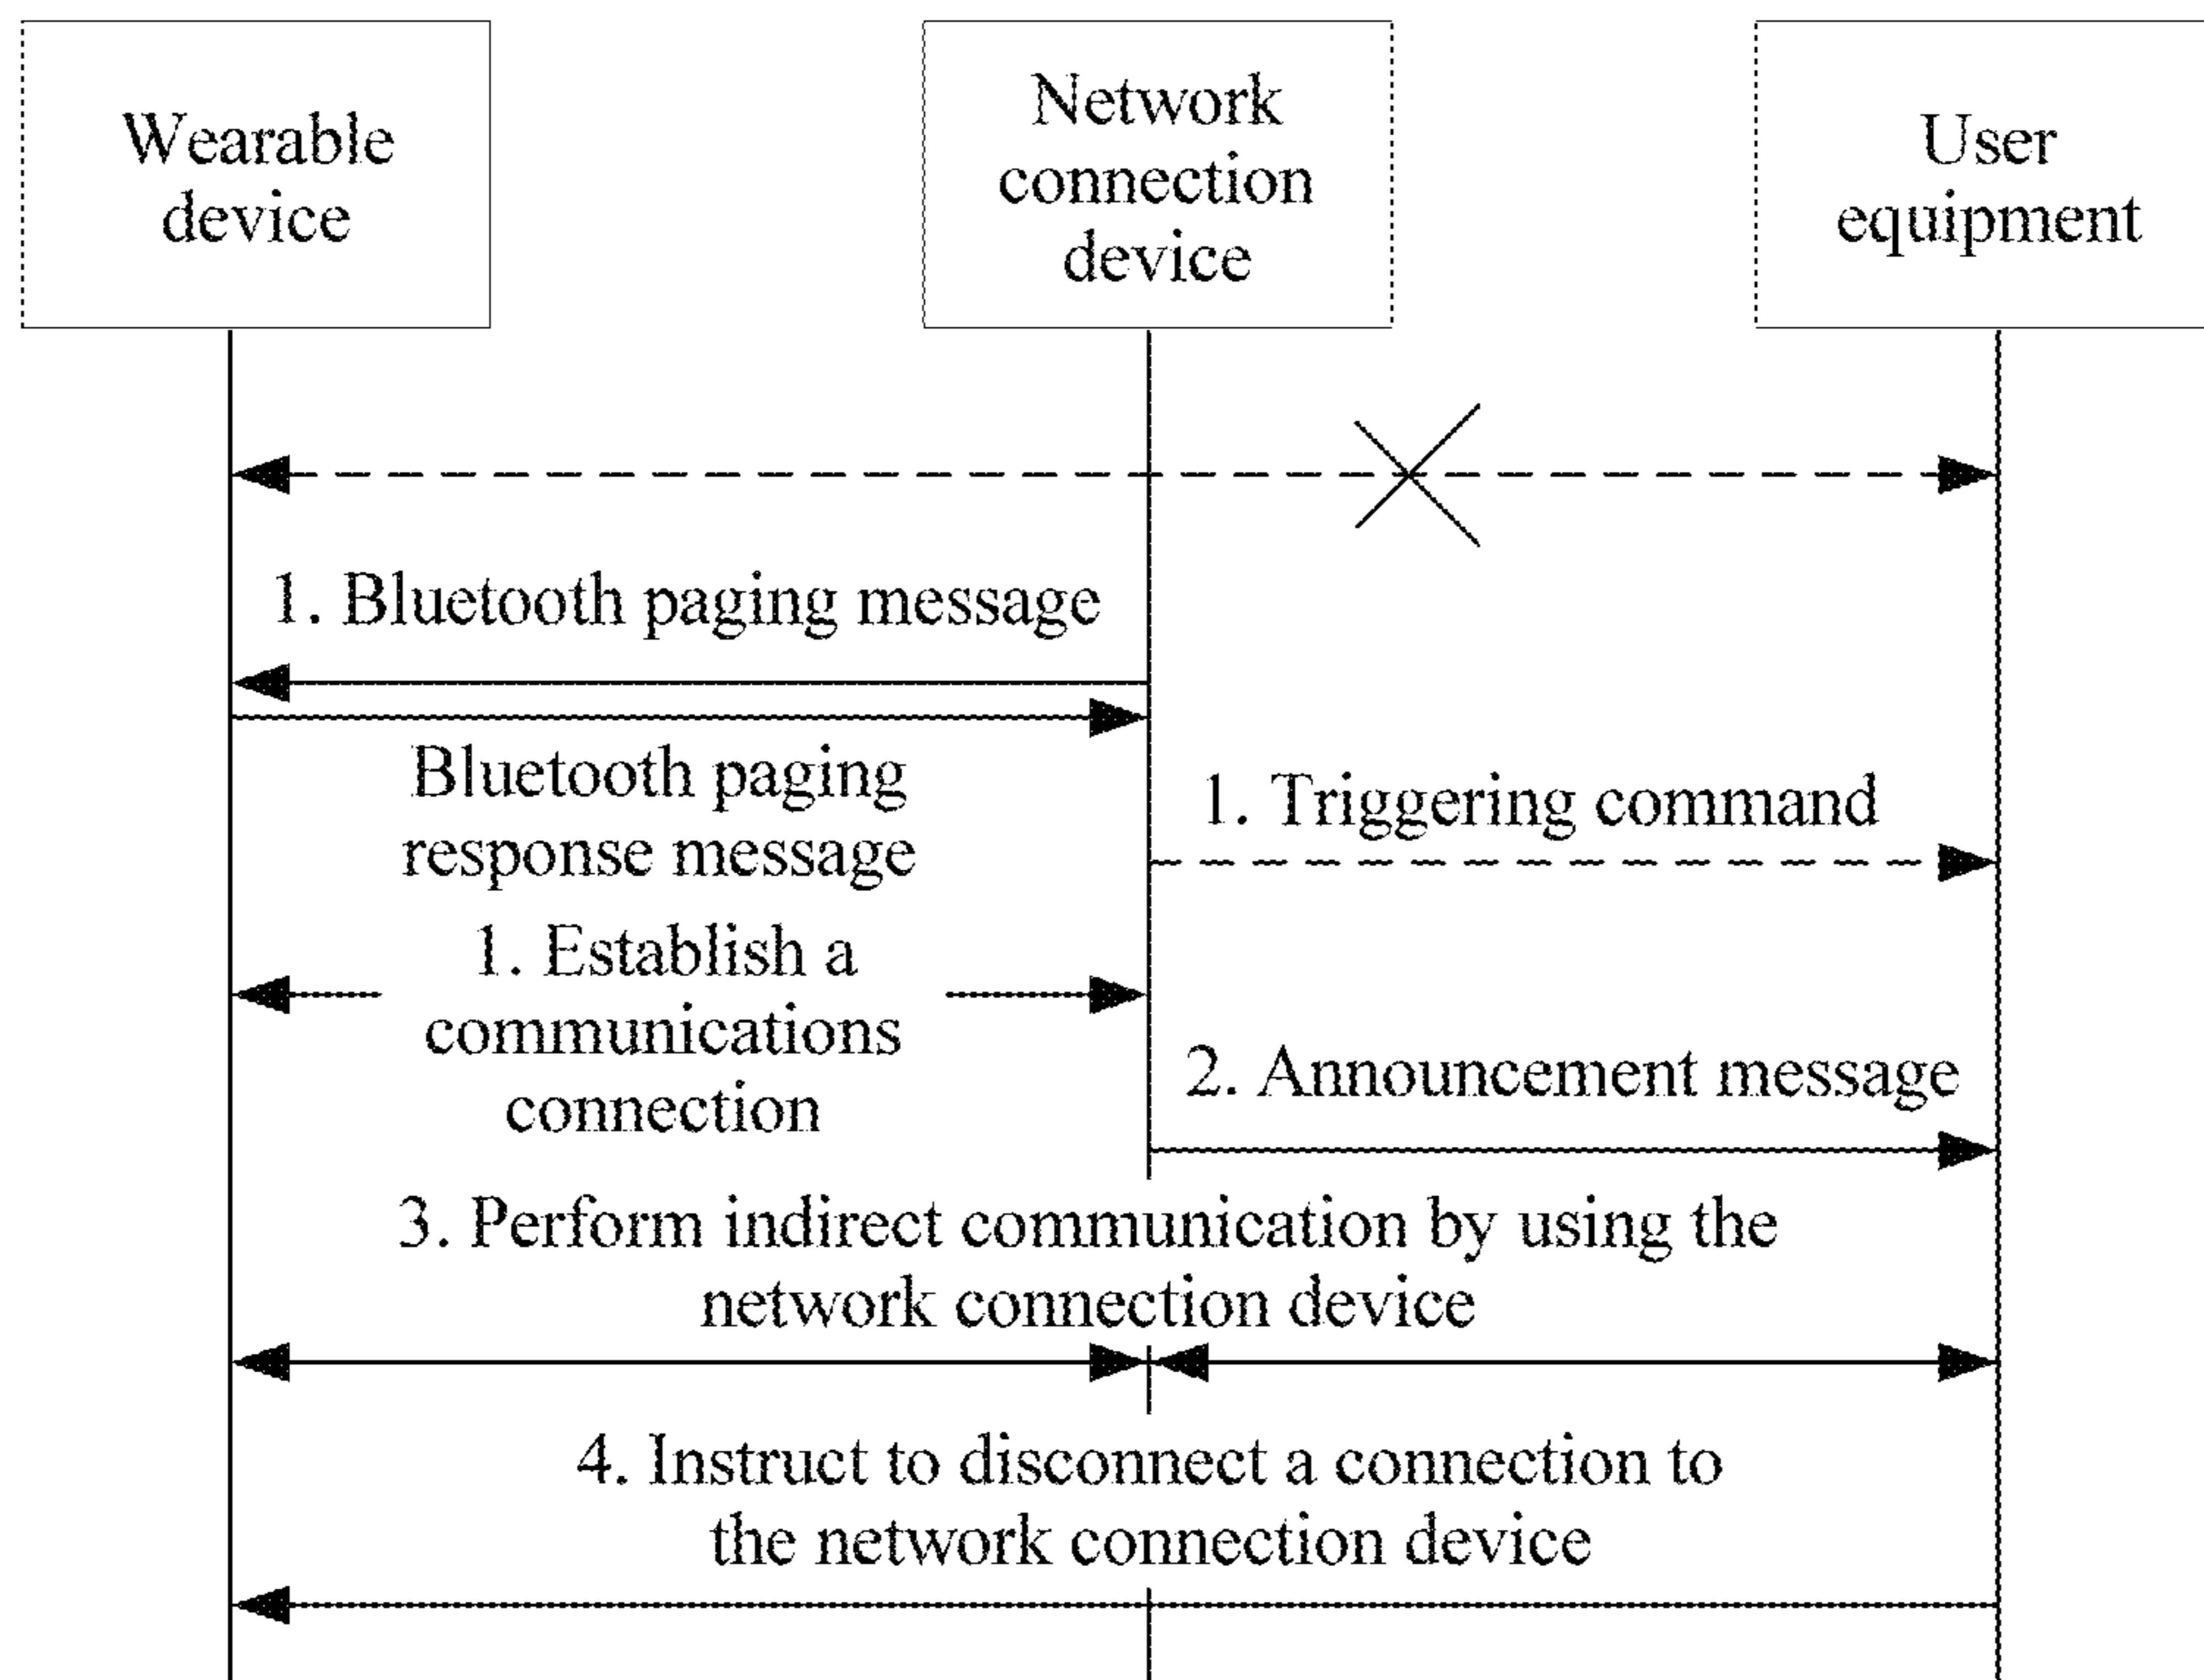 Wearable
device
Network
connection
device
User
equipment
1. Bluetooth paging message
Bluetooth paging
response message
1. Triggering command
1. Establish a
communications
connection
2. Announcement message
3. Perform indirect communication by using the
network connection device
4. Instruct to disconnect a connection to
the network connection device